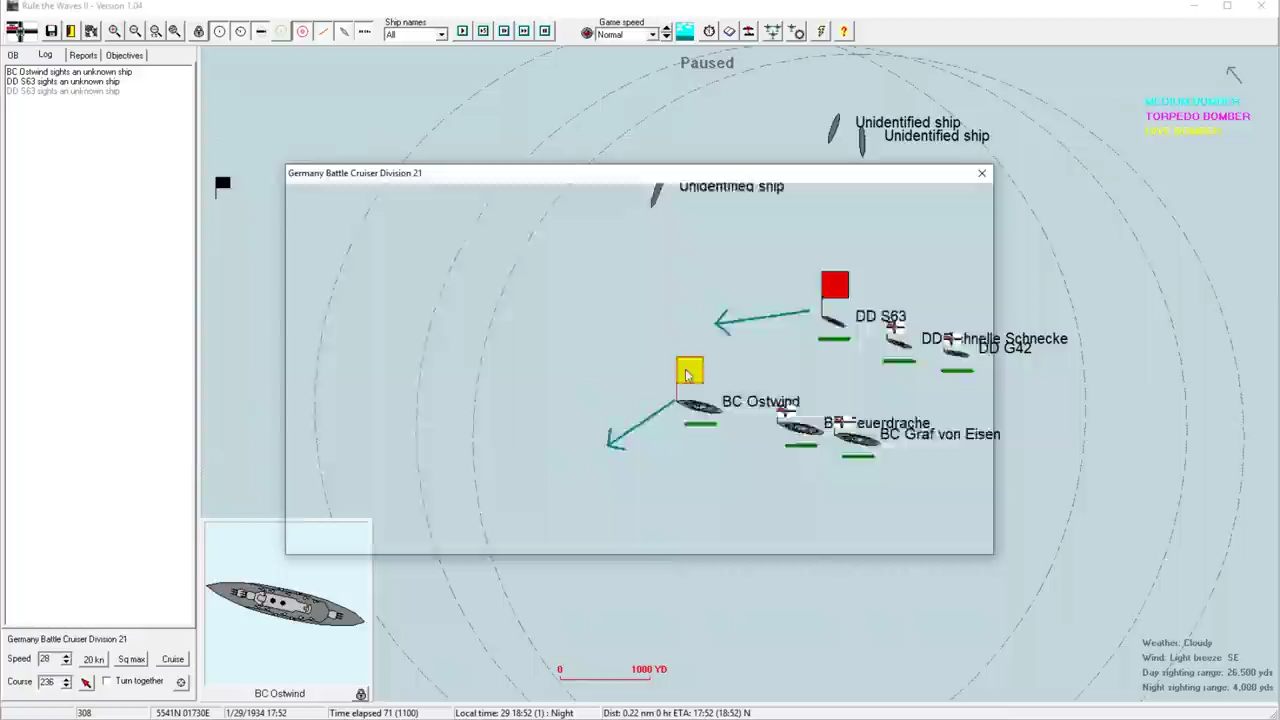 Rule the Waves II - Version 1.04
Ship names
All
Game speed
Normal
OB
Log
Reports
Objectives
BC Ostwind sights an unknown ship
DD S63 sights an unknown ship
DD S63 sights an unknown ship
Paused
MEDIUM BOMBER
TORPEDO BOMBER
Unidentified ship
Unidentified ship
Germany Battle Cruiser Division 21
Unidentified ship
DD S63
DD
hnelle Schnecke
DD G42
BC Ostwind
euerdrache
BC Graf von Eisen
Germany Battle Cruiser Division 21
Speed
28
20 kn
Sq max
Cruise
Course
236
Turn together
BC Ostwind
0
1000 YD
Weather: Cloudy
Wind: Light breeze SE
Day sighting range: 26,500 yds
Night sighting range: 4,000 yds
308
5541N 01730E
1/29/1934 17:52
Time elapsed 71 (1100)
Local time: 29 18:52 (1) : Night
Dist: 0.22 nm 0 hr ETA: 17:52 (18:52) N